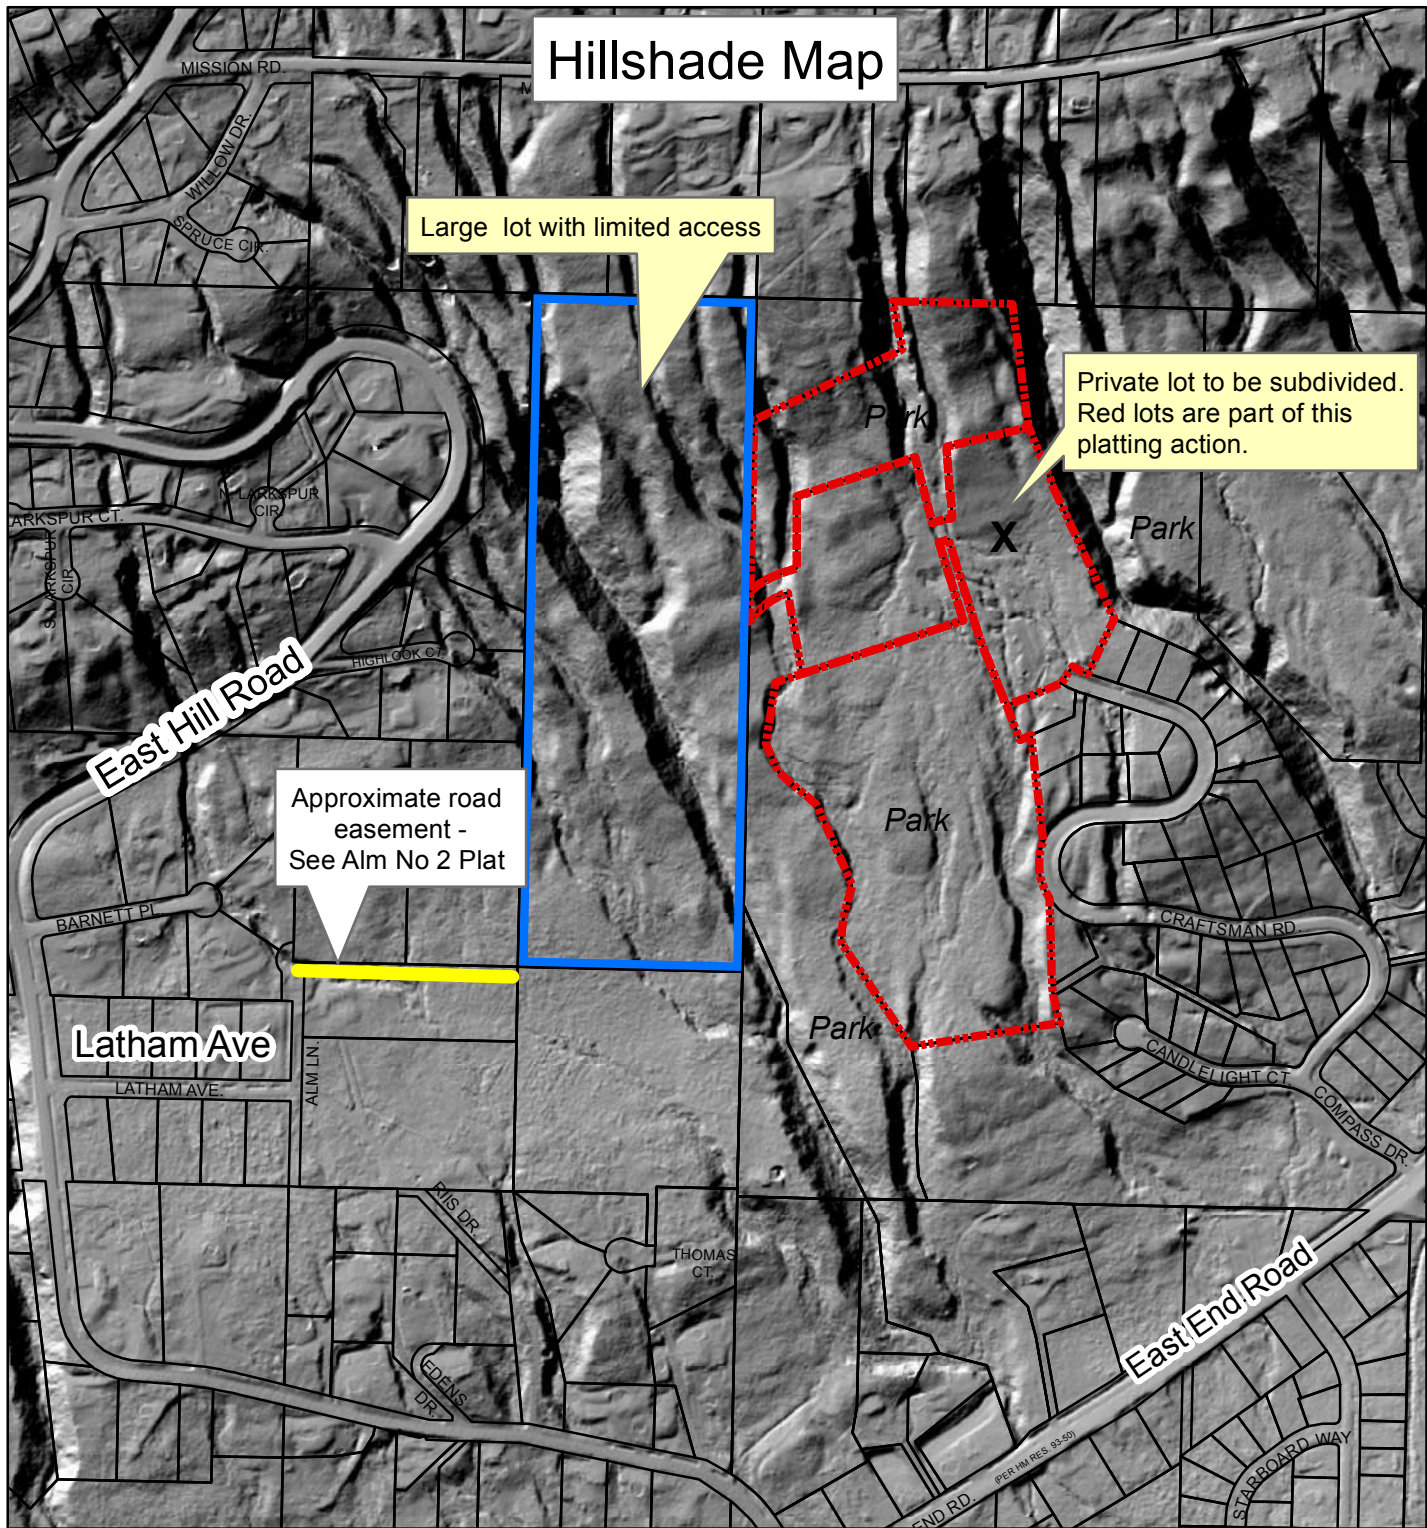 Hillshade Map
MISSION RD.
M
WILLOW DR.
SPRUCE CIR.
Large lot with limited access
Private lot to be subdivided.
Red lots are part of this
platting action.
Park
X
Park
N. LARKSPUR
CIR.
ARKSPUR CT.
S. LARKSPUR
CIR
HIGHLOOK CT.
East Hill Road
Approximate road
easement -
See Alm No 2 Plat
Park
BARNETT PL.
CRAFTSMAN RD.
Park
Latham Ave
LATHAM AVE.
ALM LN.
CANDLELIGHT CT.
COMPASS DR.
RIIS DR.
THOMAS
CT.
East End Road
EDENS
DR.
(PER HM RES. 93-50)
END RD.
STARBOARD WAY